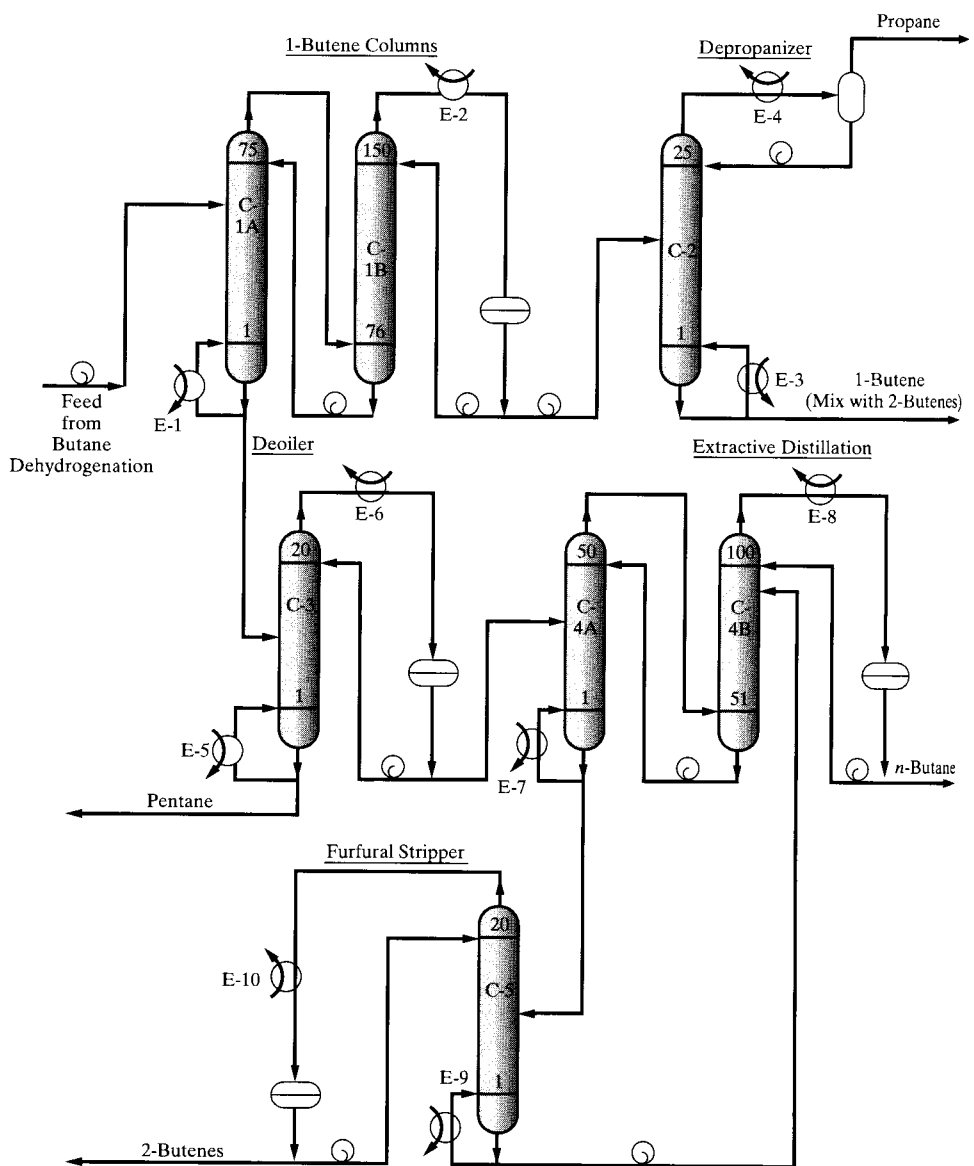 Propane
1-Butene Columns
Depropanizer
E-2
E-4
75
150
25
C-
1A
C-
1B
C-2
1
76
1
E-1
E-3
Feed
from
Butane
Dehydrogenation
1-Butene
(Mix with 2-Butenes)
Deoiler
Extractive Distillation
E-6
E-8
20
50
100
C-3
C-
4A
C-
4B
1
1
51
E-5
E-7
n-Butane
Pentane
Furfural Stripper
20
E-10
C-5
E-9
1
2-Butenes